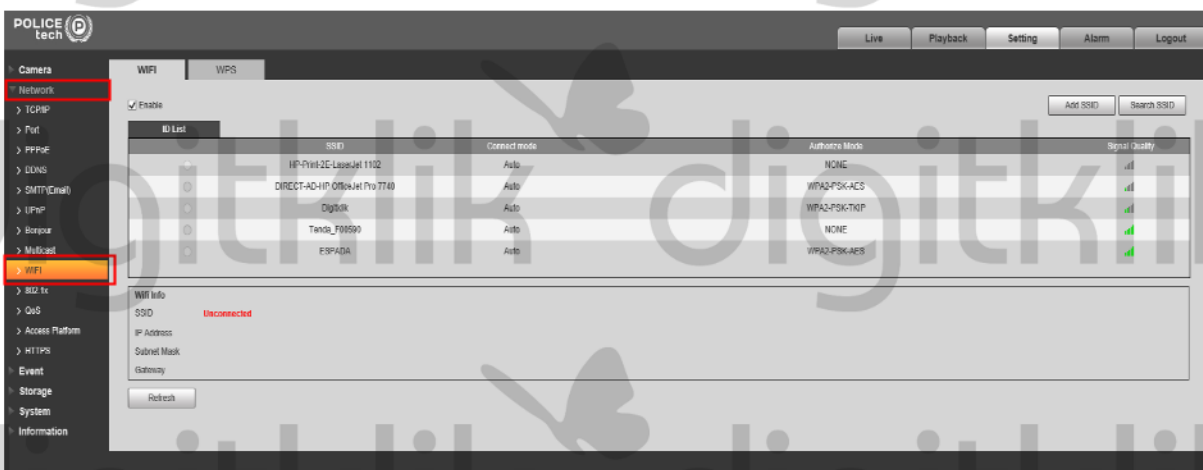 POLICE
tech
Live Playback Setting Alarm Logout
Camera
Network
TCP/IP
Port
PPPoE
DDNS
SMTP(Email)
UPnP
Bonjour
Multicast
WIFI
802.1x
QoS
Access Platform
HTTPS
Event
Storage
System
Information
WIFI WPS
Enable
Add SSID Search SSID
ID List
SSID Connect mode Authorize Mode Signal Quality
HP-Print-2E-LaserJet 1102 Auto NONE
DIRECT-AD-HP OfficeJet Pro 7740 Auto WPA2-PSK-AES
Digitklik Auto WPA2-PSK-TKIP
Tenda_F00590 Auto NONE
ESPADA Auto WPA2-PSK-AES
Wifi Info
SSID Unconnected
IP Address
Subnet Mask
Gateway
Refresh
digitklik digitklik